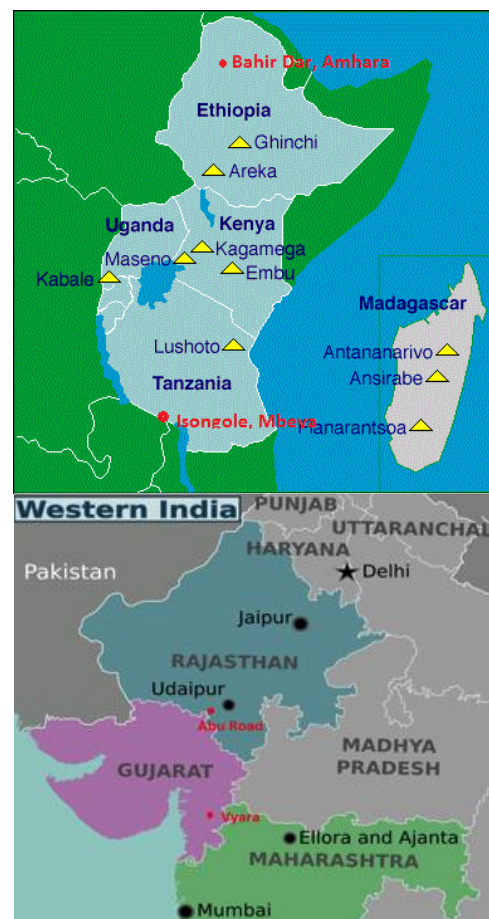 Bahir Dar, Amhara
Ethiopia
Ghinchi
Areka
Uganda
Kenya
Maseno
Kagamega
Kabale
Embu
Madagascar
Lushoto
Antananarivo
Tanzania
Ansirabe
Isongole, Mbeya
Fianarantsoa
Western India
PUNJAB
UTTARANCHAL
HARYANA
Pakistan
Delhi
Jaipur
RAJASTHAN
Udaipur
Abu Road
MADHYA
PRADESH
GUJARAT
Vyara
Ellora and Ajanta
MAHARASHTRA
Mumbai